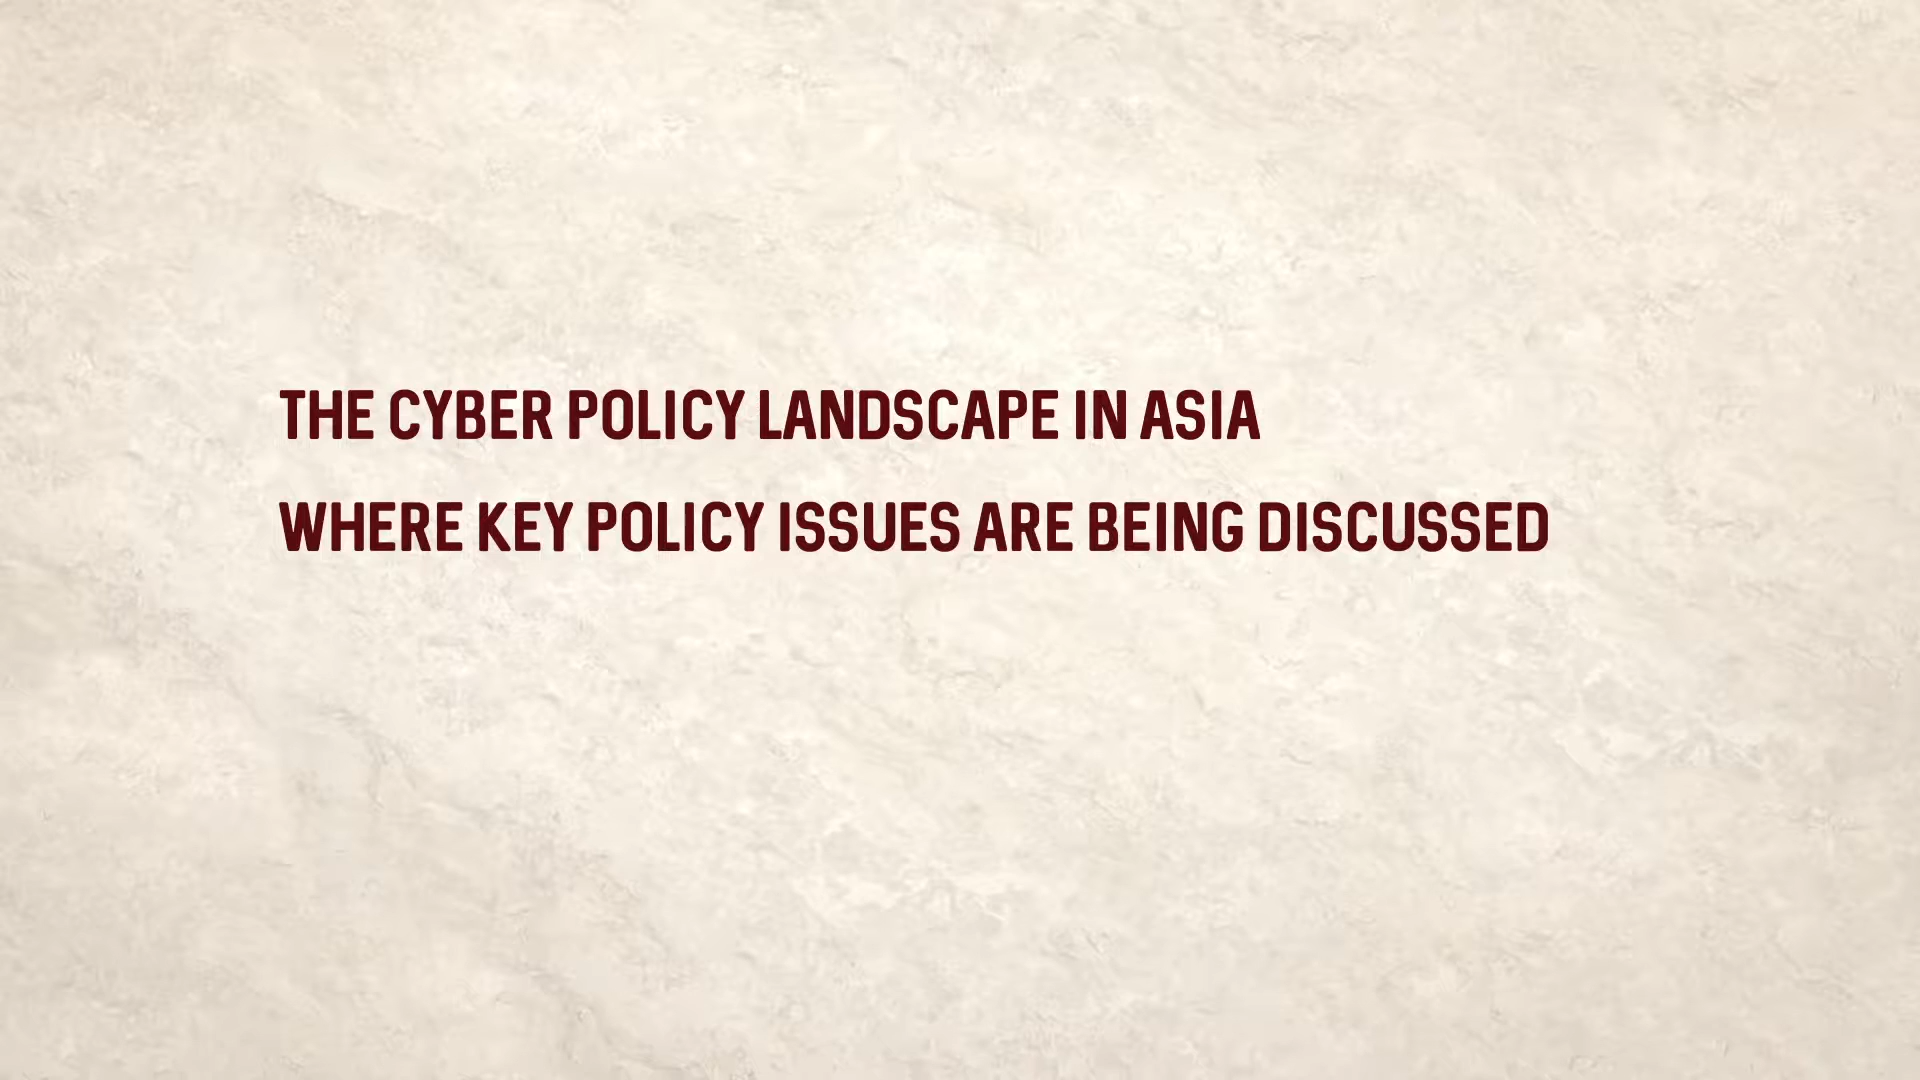 THE CYBER POLICY LANDSCAPE IN ASIA
WHERE KEY POLICY ISSUES ARE BEING DISCUSSED